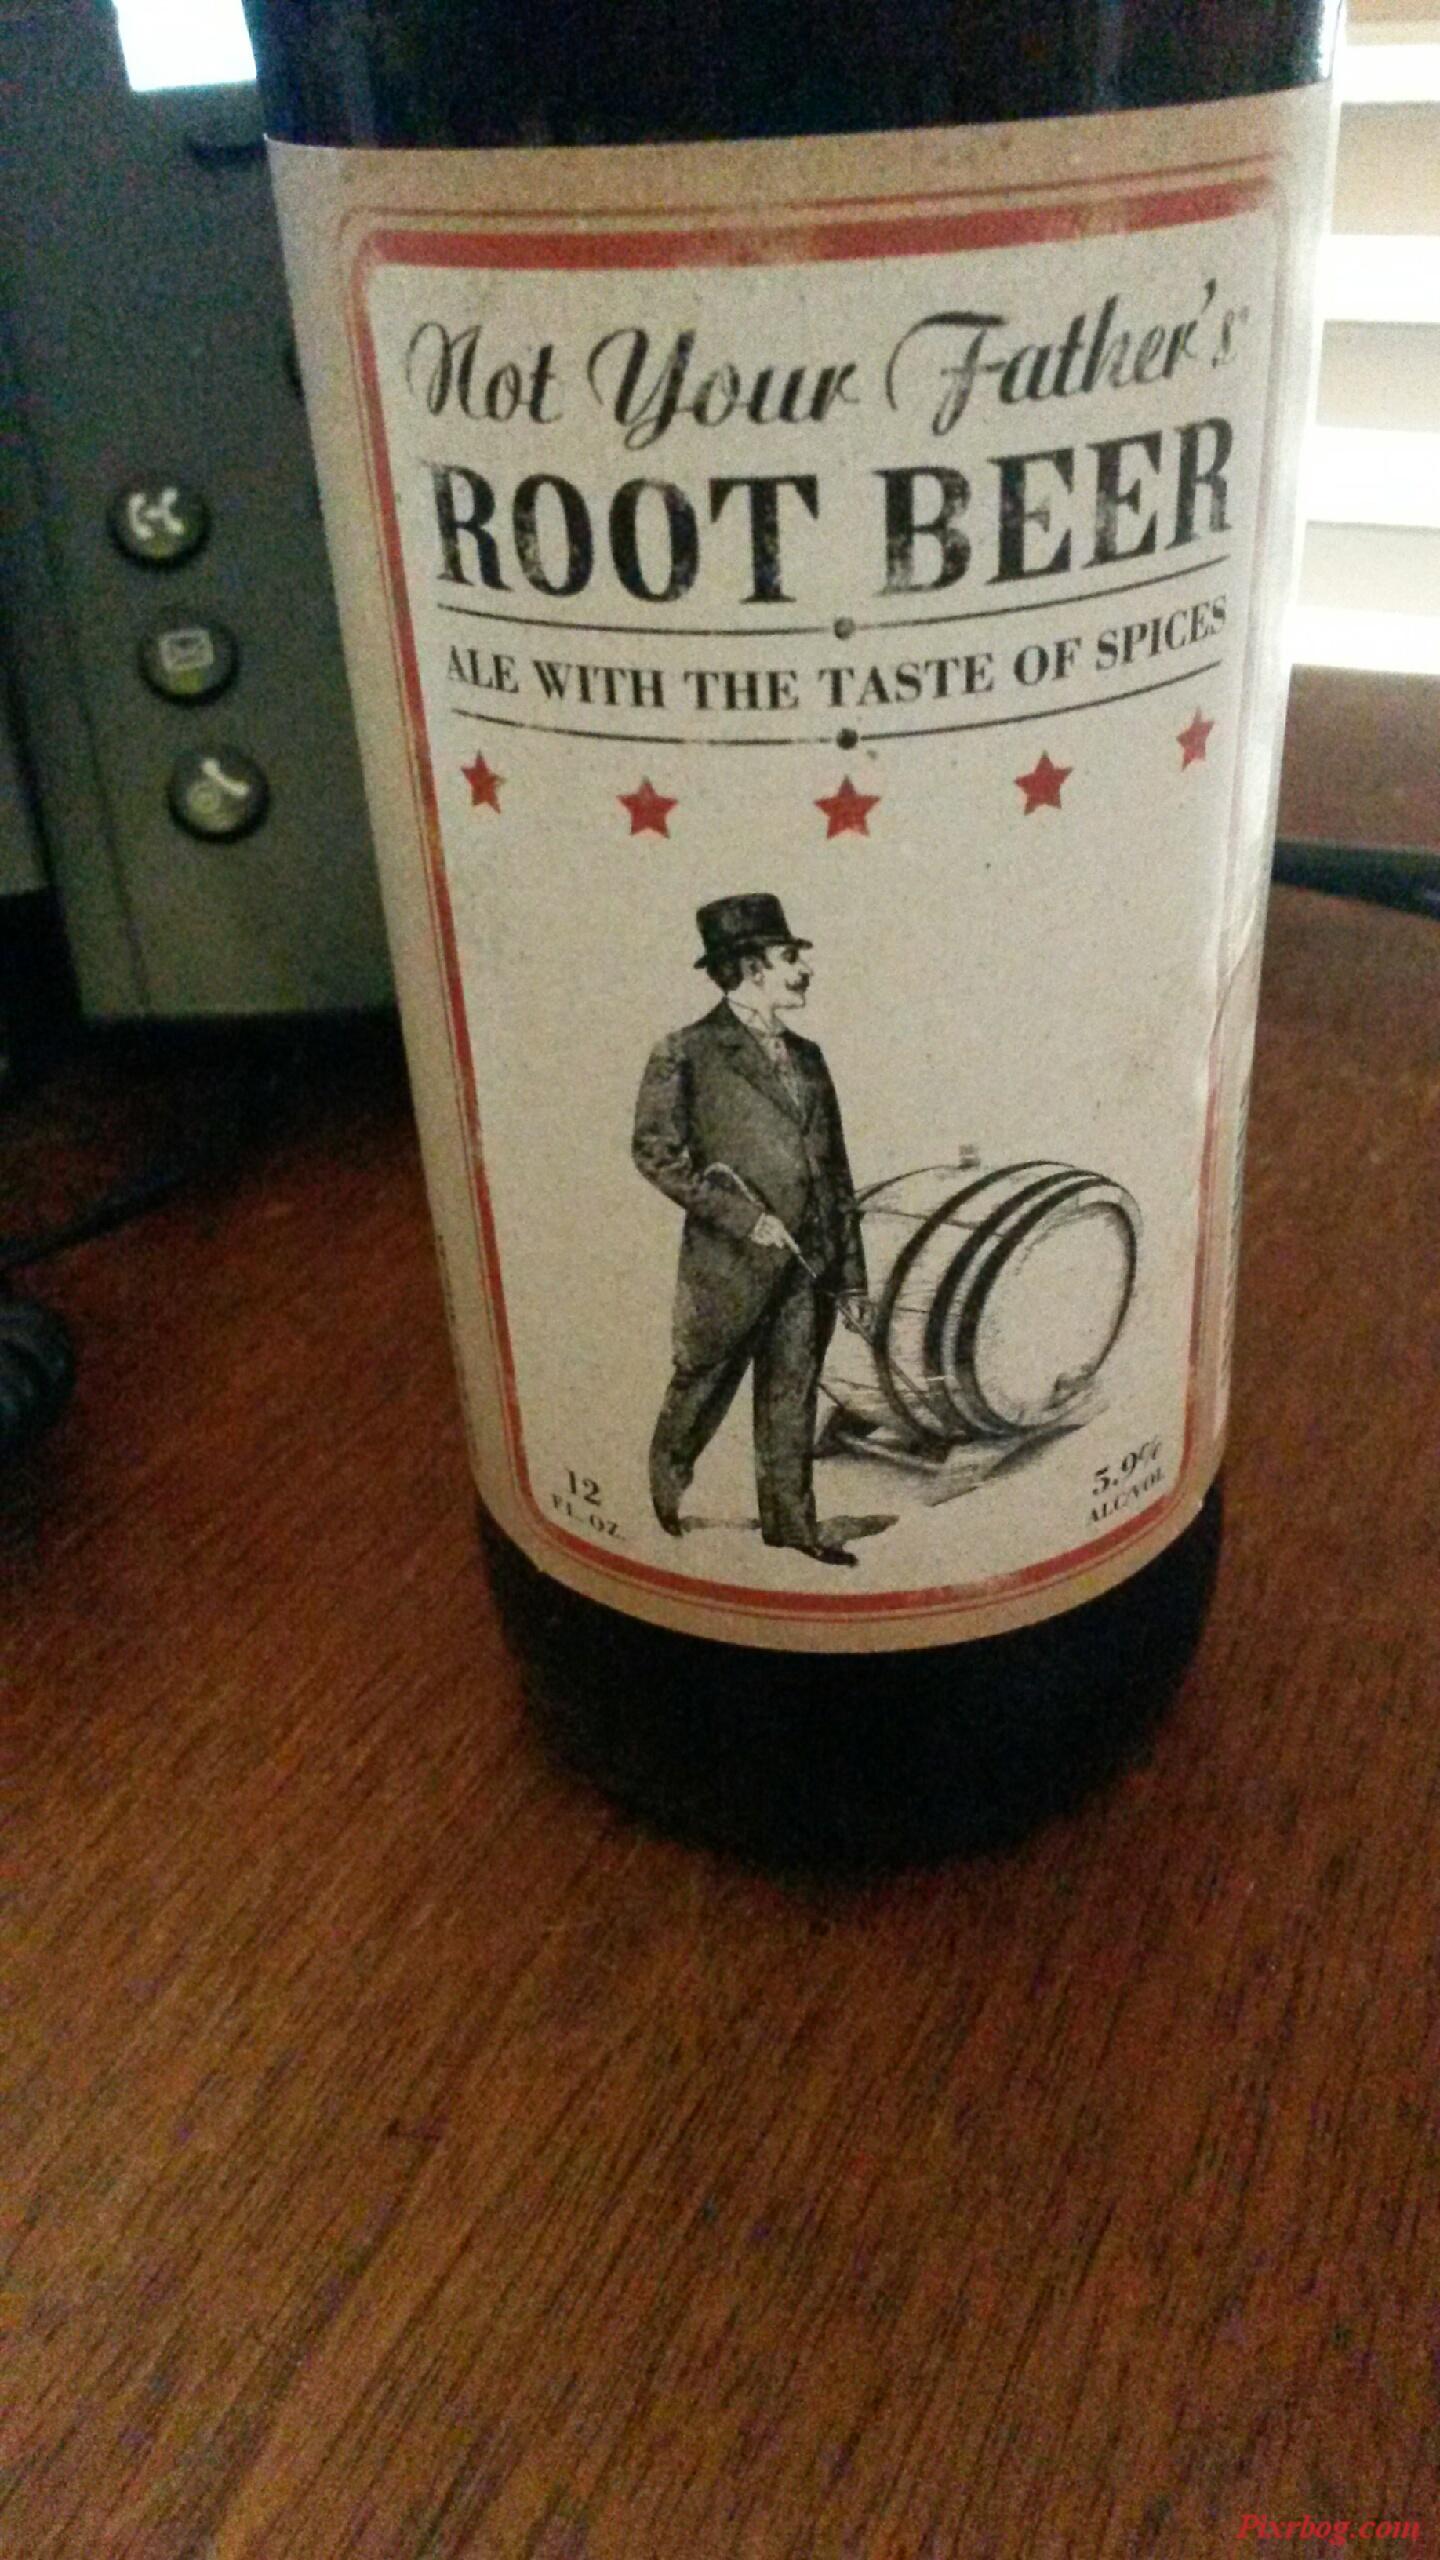 Not Your Father's
ROOT BEER
ALE WITH THE TASTE OF SPICES
12
FL. OZ.
5.9%
ALC/VOL
Pixrbog.com